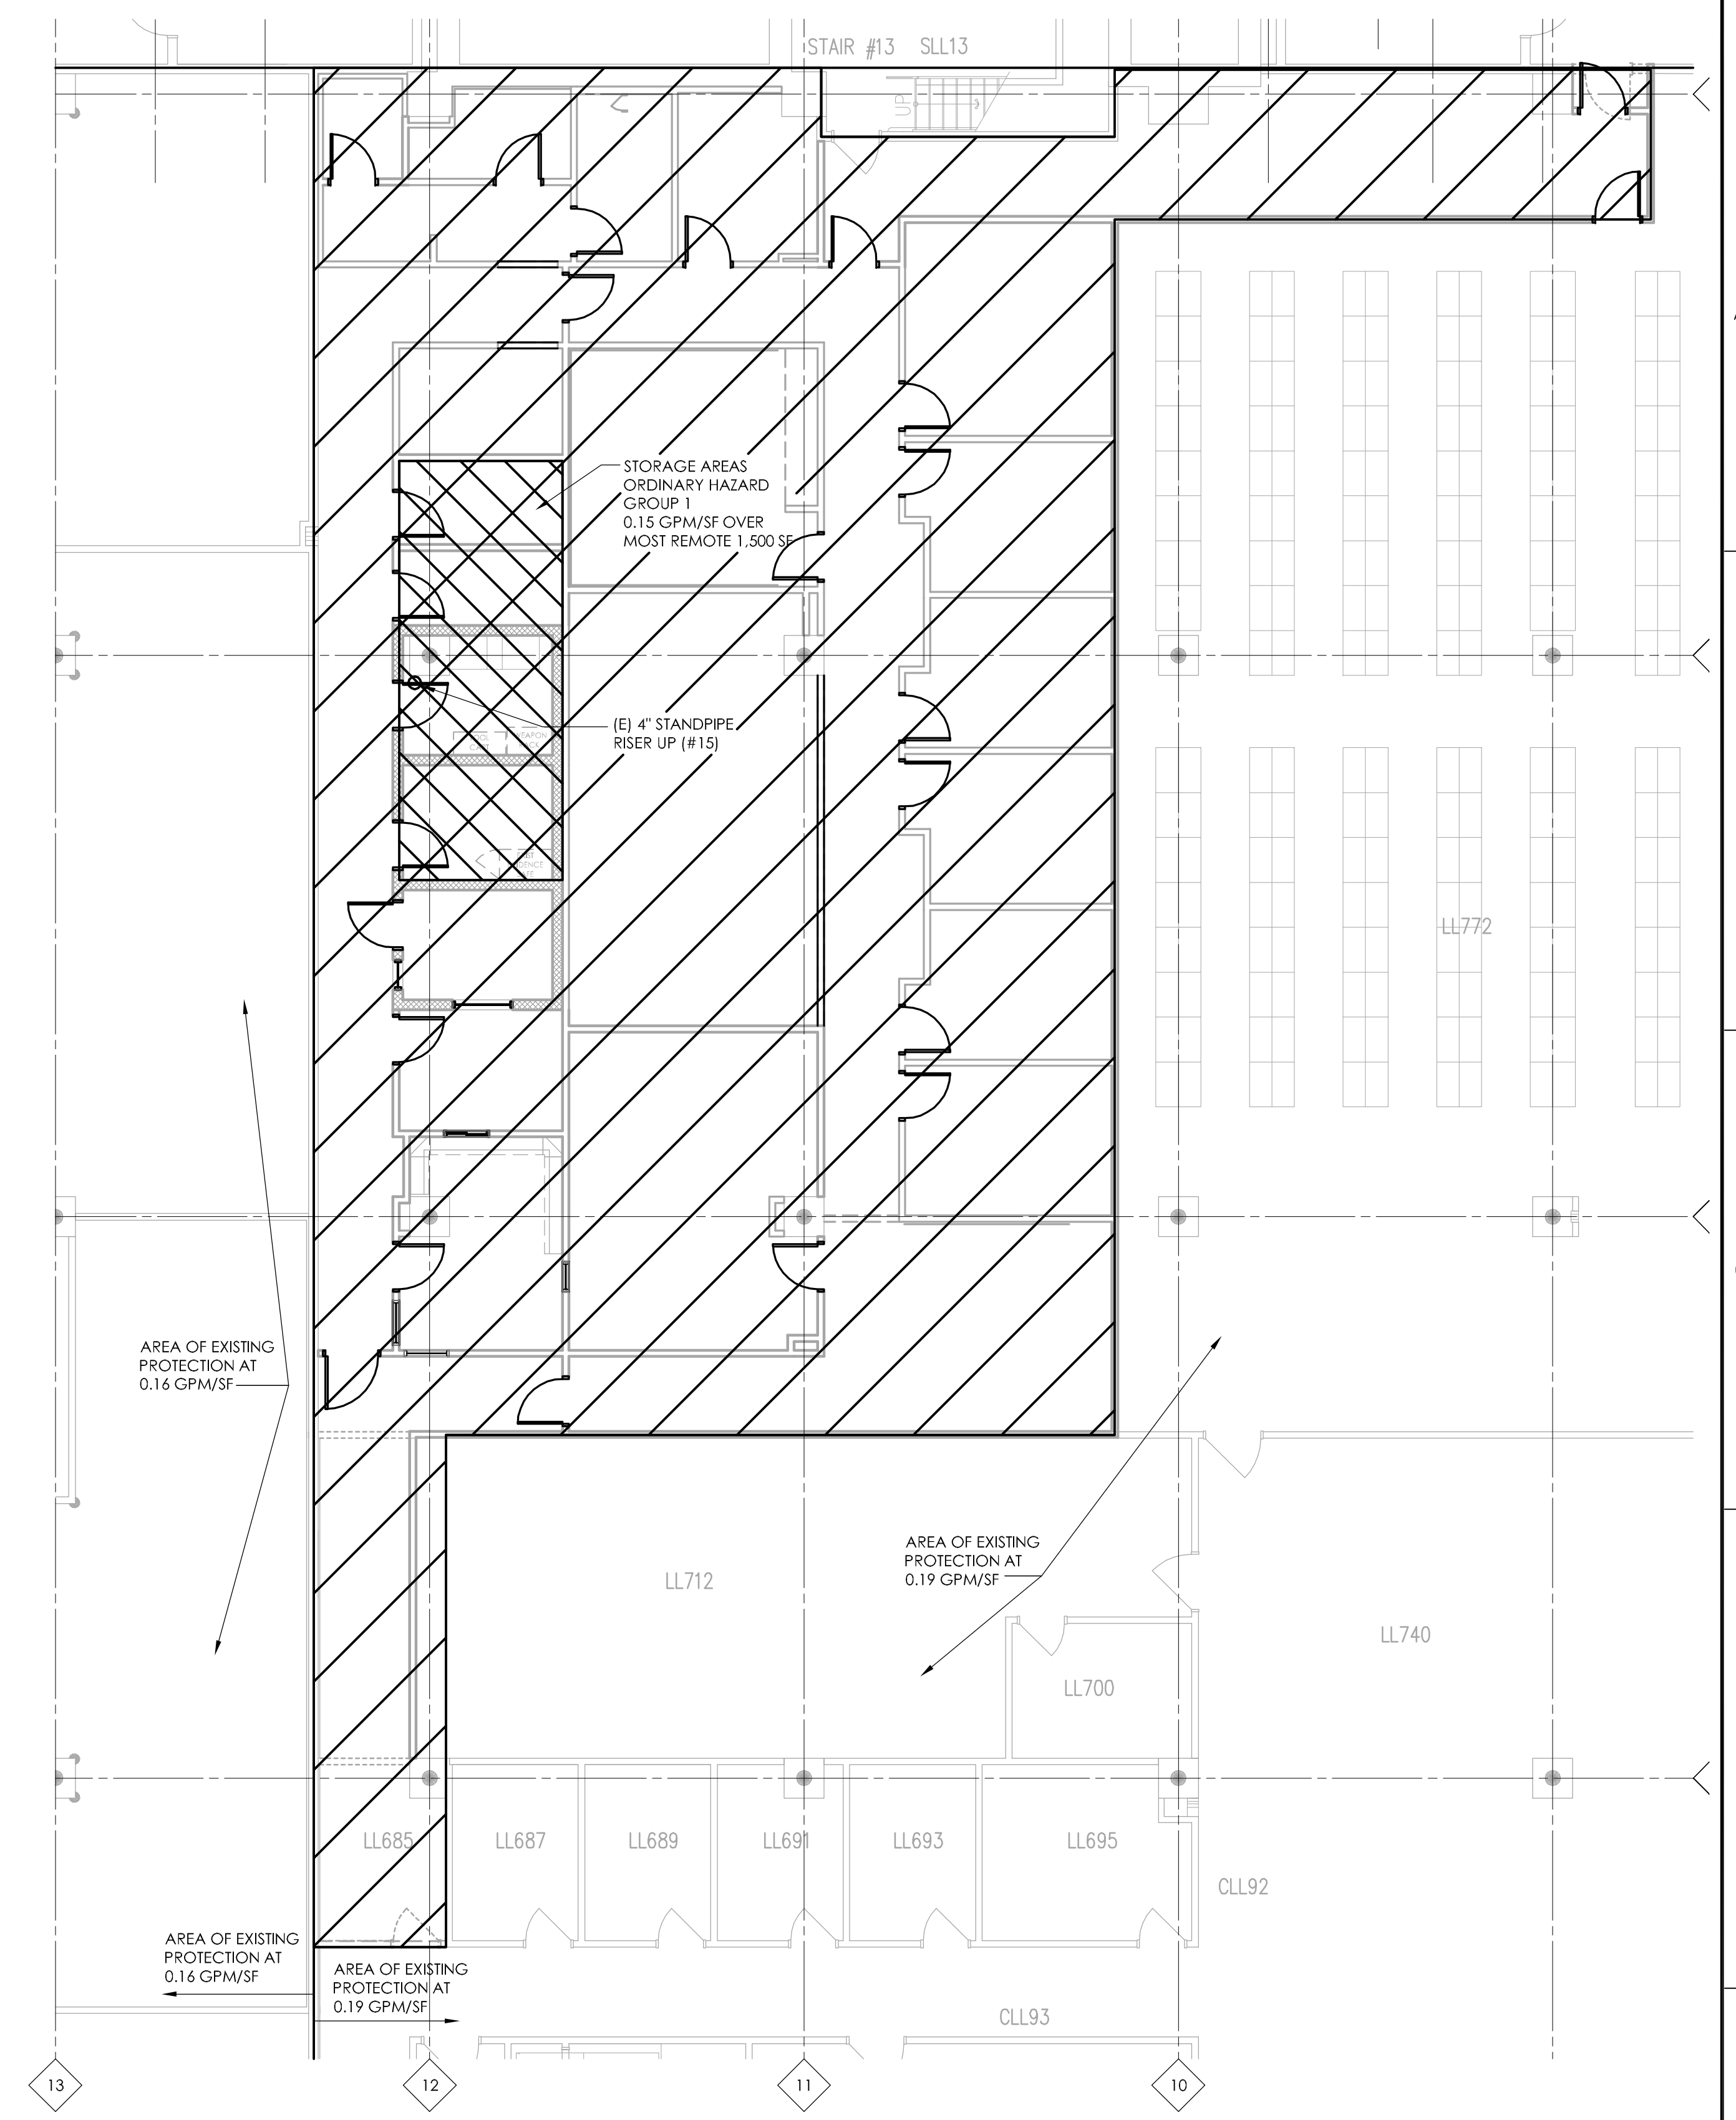 STAIR #13 SLL13
UP
STORAGE AREAS
ORDINARY HAZARD
GROUP 1
0.15 GPM/SF OVER
MOST REMOTE 1,500 SF
(E) 4" STANDPIPE
RISER UP (#15)
WEAPON
LL772
AREA OF EXISTING
PROTECTION AT
0.16 GPM/SF
AREA OF EXISTING
PROTECTION AT
0.19 GPM/SF
LL712
LL740
LL700
LL685
LL687
LL689
LL691
LL693
LL695
CLL92
AREA OF EXISTING
PROTECTION AT
0.16 GPM/SF
AREA OF EXISTING
PROTECTION AT
0.19 GPM/SF
CLL93
13
12
11
10